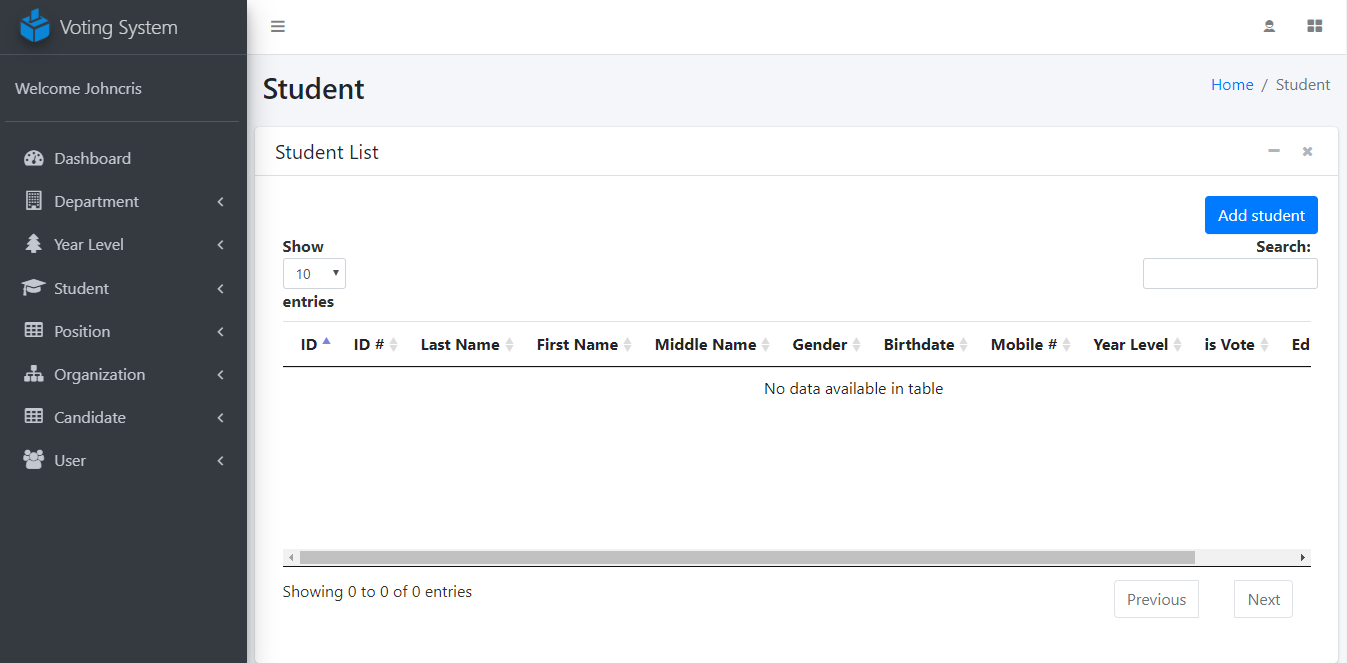 Voting System
Welcome Johncris
Dashboard
Department
Year Level
Student
Position
Organization
Candidate
User
Student
Home / Student
Student List
Add student
Show
10
entries
Search:
ID ID # Last Name First Name Middle Name Gender Birthdate Mobile # Year Level is Vote Ed
No data available in table
Showing 0 to 0 of 0 entries
Previous Next